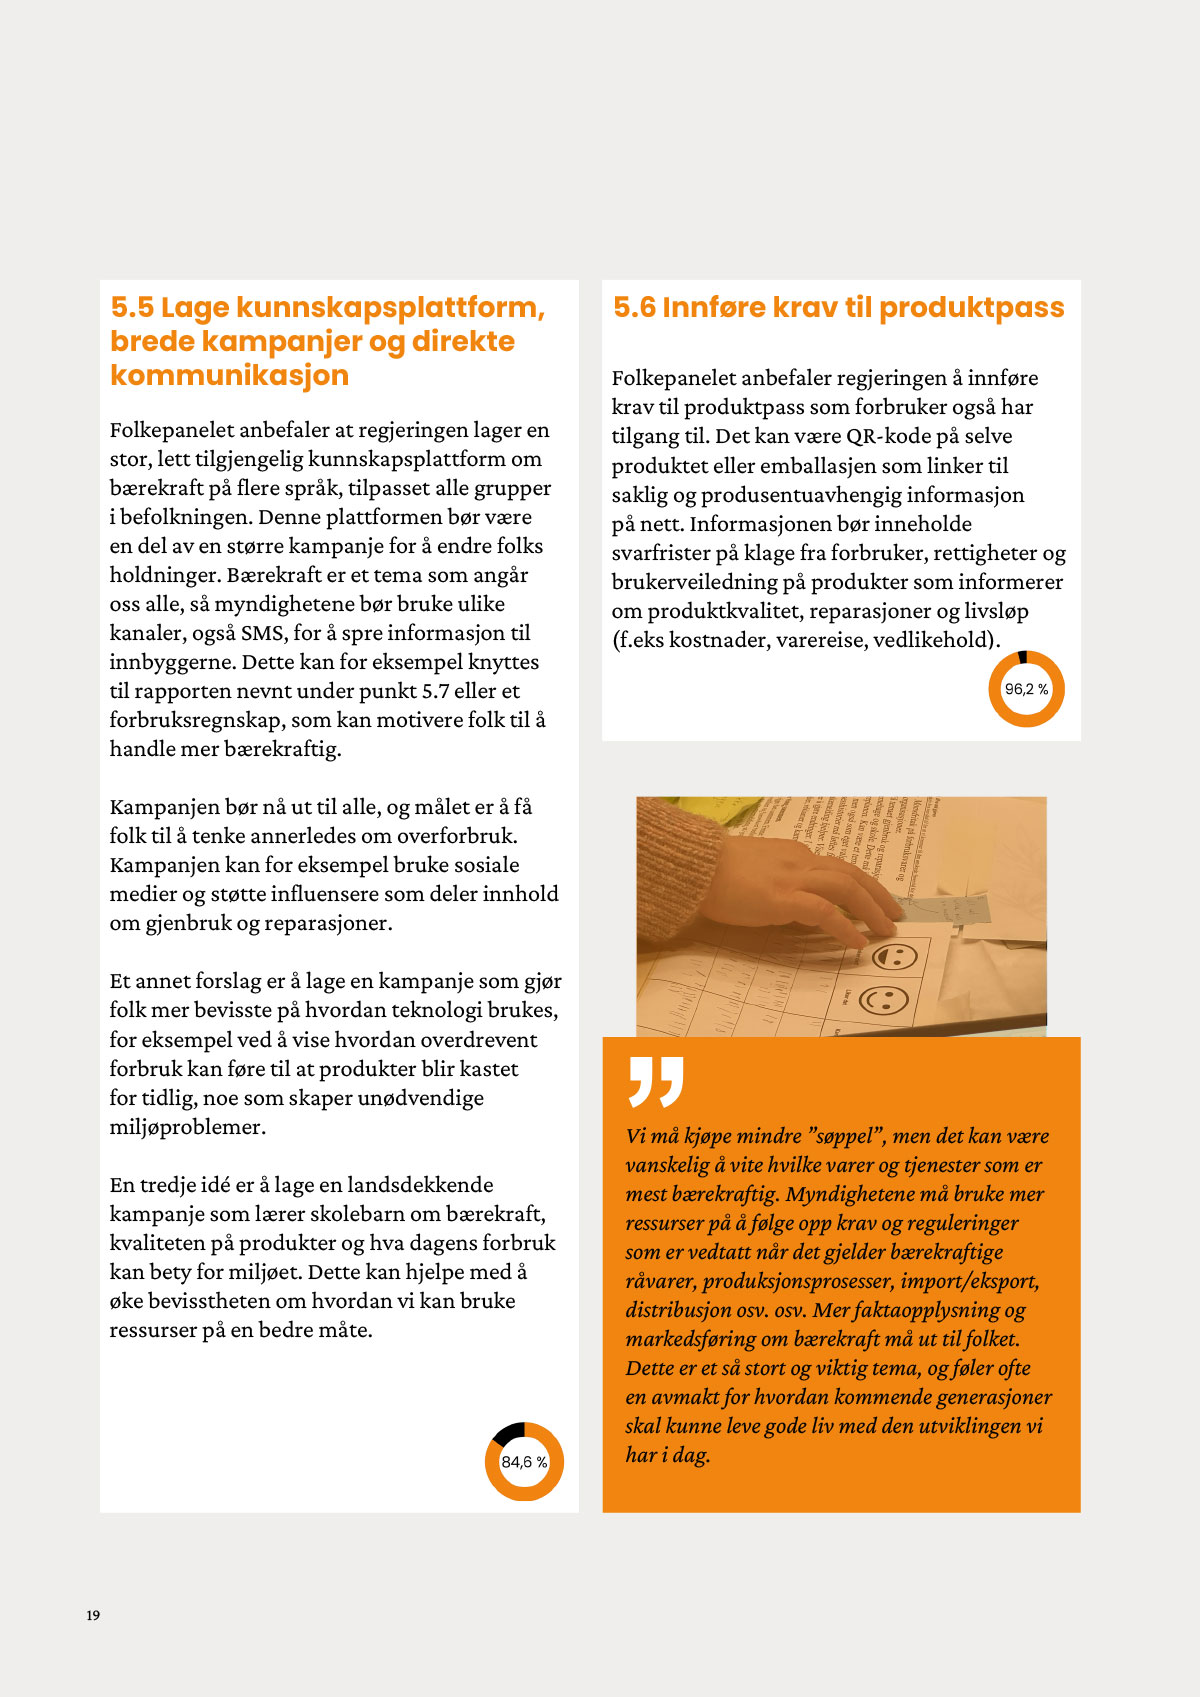 5.5 Lage kunnskapsplattform,
brede kampanjer og direkte
kommunikasjon
Folkepanelet anbefaler at regjeringen lager en
stor, lett tilgjengelig kunnskapsplattform om
bærekraft på flere språk, tilpasset alle grupper
i befolkningen. Denne plattformen bør være
en del av en større kampanje for å endre folks
holdninger. Bærekraft er et tema som angår
oss alle, så myndighetene bør bruke ulike
kanaler, også SMS, for å spre informasjon til
innbyggerne. Dette kan for eksempel knyttes
til rapporten nevnt under punkt 5.7 eller et
forbruksregnskap, som kan motivere folk til å
handle mer bærekraftig.
Kampanjen bør nå ut til alle, og målet er å få
folk til å tenke annerledes om overforbruk.
Kampanjen kan for eksempel bruke sosiale
medier og støtte influensere som deler innhold
om gjenbruk og reparasjoner.
Et annet forslag er å lage en kampanje som gjør
folk mer bevisste på hvordan teknologi brukes,
for eksempel ved å vise hvordan overdrevent
forbruk kan føre til at produkter blir kastet
for tidlig, noe som skaper unødvendige
miljøproblemer.
En tredje idé er å lage en landsdekkende
kampanje som lærer skolebarn om bærekraft,
kvaliteten på produkter og hva dagens forbruk
kan bety for miljøet. Dette kan hjelpe med å
øke bevisstheten om hvordan vi kan bruke
ressurser på en bedre måte.
84,6 %
5.6 Innføre krav til produktpass
Folkepanelet anbefaler regjeringen å innføre
krav til produktpass som forbruker også har
tilgang til. Det kan være QR-kode på selve
produktet eller emballasjen som linker til
saklig og produsentuavhengig informasjon
på nett. Informasjonen bør inneholde
svarfrister på klage fra forbruker, rettigheter og
brukerveiledning på produkter som informerer
om produktkvalitet, reparasjoner og livsløp
(f.eks kostnader, varereise, vedlikehold).
96,2 %
”
Vi må kjøpe mindre ”søppel”, men det kan være
vanskelig å vite hvilke varer og tjenester som er
mest bærekraftig. Myndighetene må bruke mer
ressurser på å følge opp krav og reguleringer
som er vedtatt når det gjelder bærekraftige
råvarer, produksjonsprosesser, import/eksport,
distribusjon osv. osv. Mer faktaopplysning og
markedsføring om bærekraft må ut til folket.
Dette er et så stort og viktig tema, og føler ofte
en avmakt for hvordan kommende generasjoner
skal kunne leve gode liv med den utviklingen vi
har i dag.
19